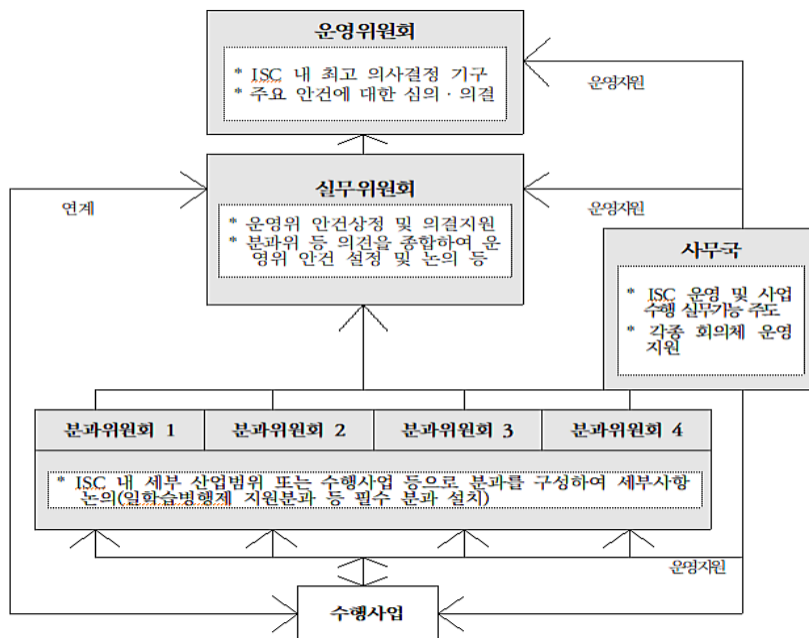 운영위원회
* ISC 내 최고 의사결정 기구
* 주요 안건에 대한 심의·의결
운영지원
실무위원회
연계
운영지원
* 운영위 안건상정 및 의결지원
* 분과위 등 의견을 종합하여 운
영위 안건 설정 및 논의 등
사무국
* ISC 운영 및 사업
수행 실무기능 주도
* 각종 회의체 운영
지원
분과위원회 1
분과위원회 2
분과위원회 3
분과위원회 4
* ISC 내 세부 산업범위 또는 수행사업 등으로 분과를 구성하여 세부사항
논의(일학습병행제 지원분과 등 필수 분과 설치)
운영지원
수행사업